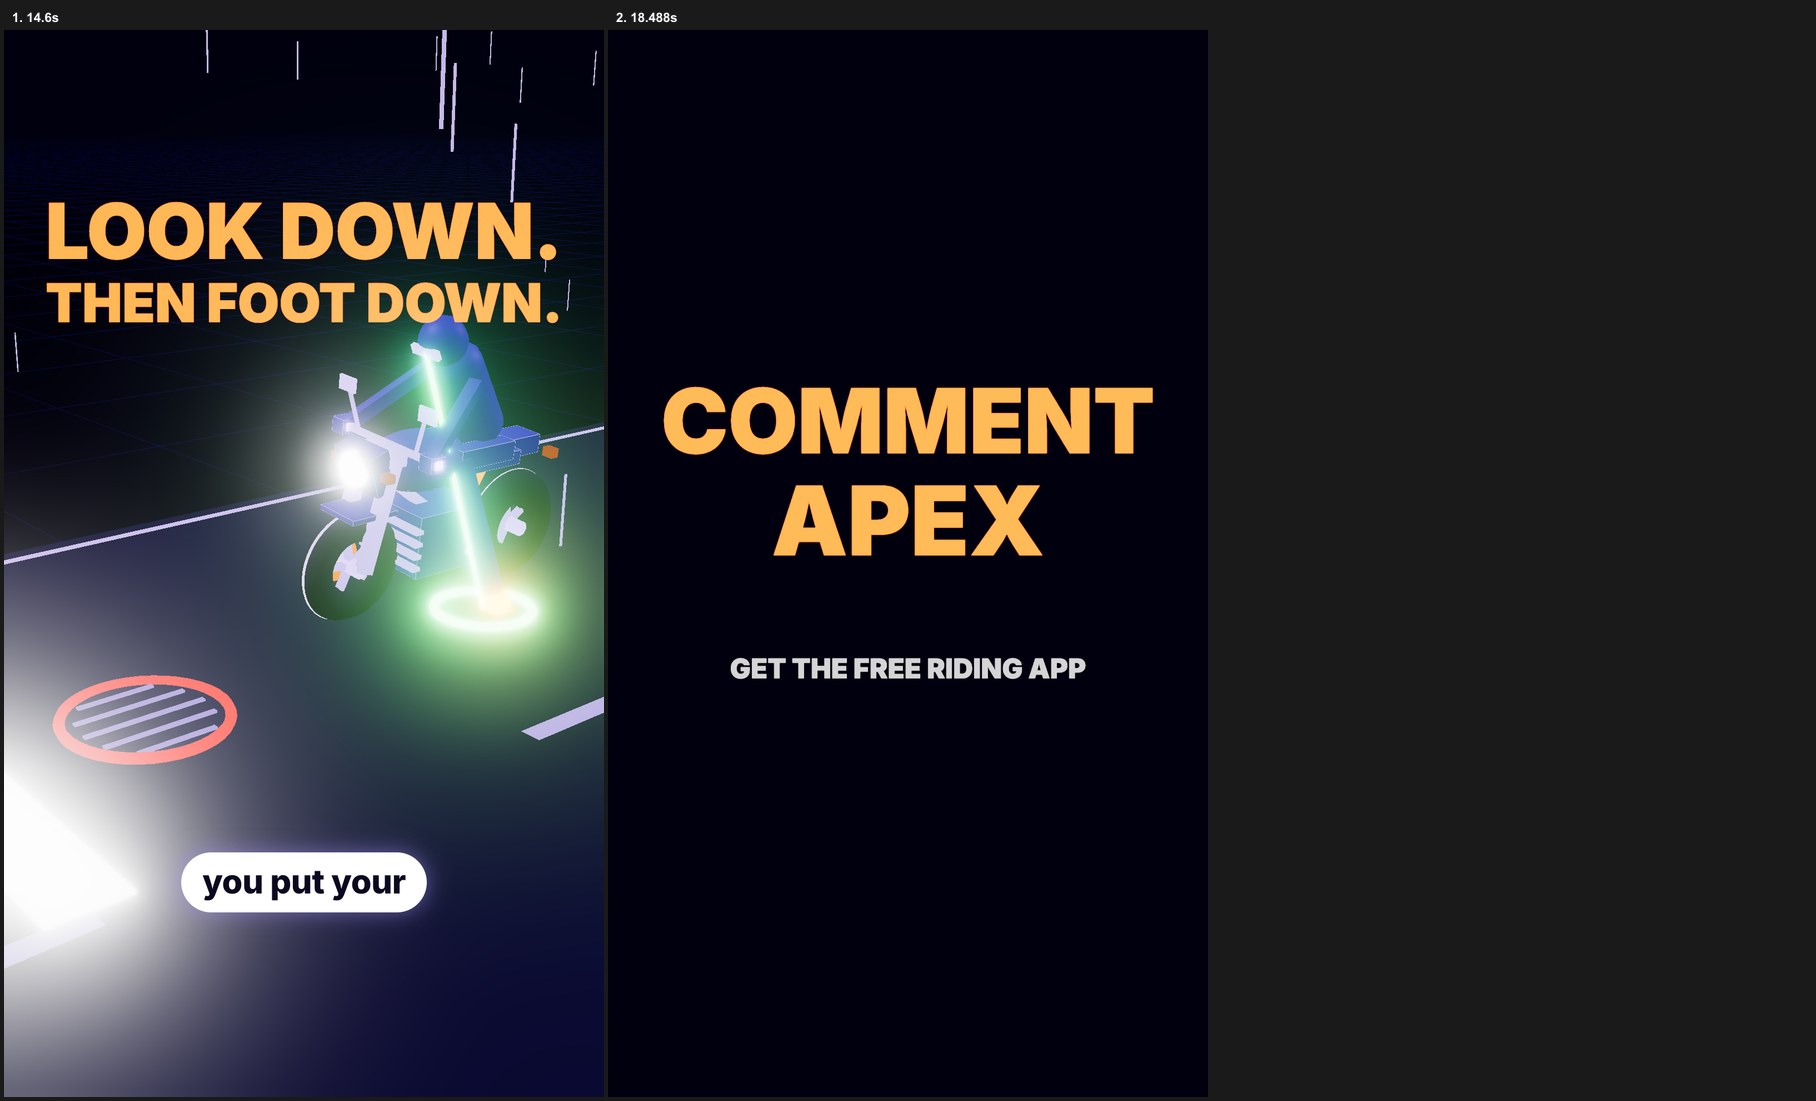 1. 14.6s
LOOK DOWN.
THEN FOOT DOWN.
you put your
2. 18.488s
COMMENT
APEX
GET THE FREE RIDING APP